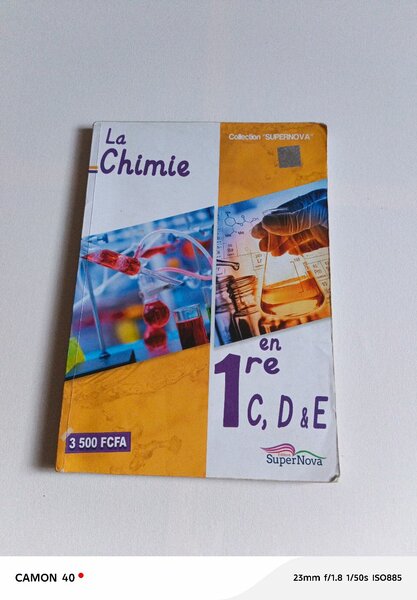 La
Chimie
Collection "SUPERNOVA"
en
1re
C, D & E
3 500 FCFA
SuperNova
CAMON 40
23mm f/1.8 1/50s ISO885